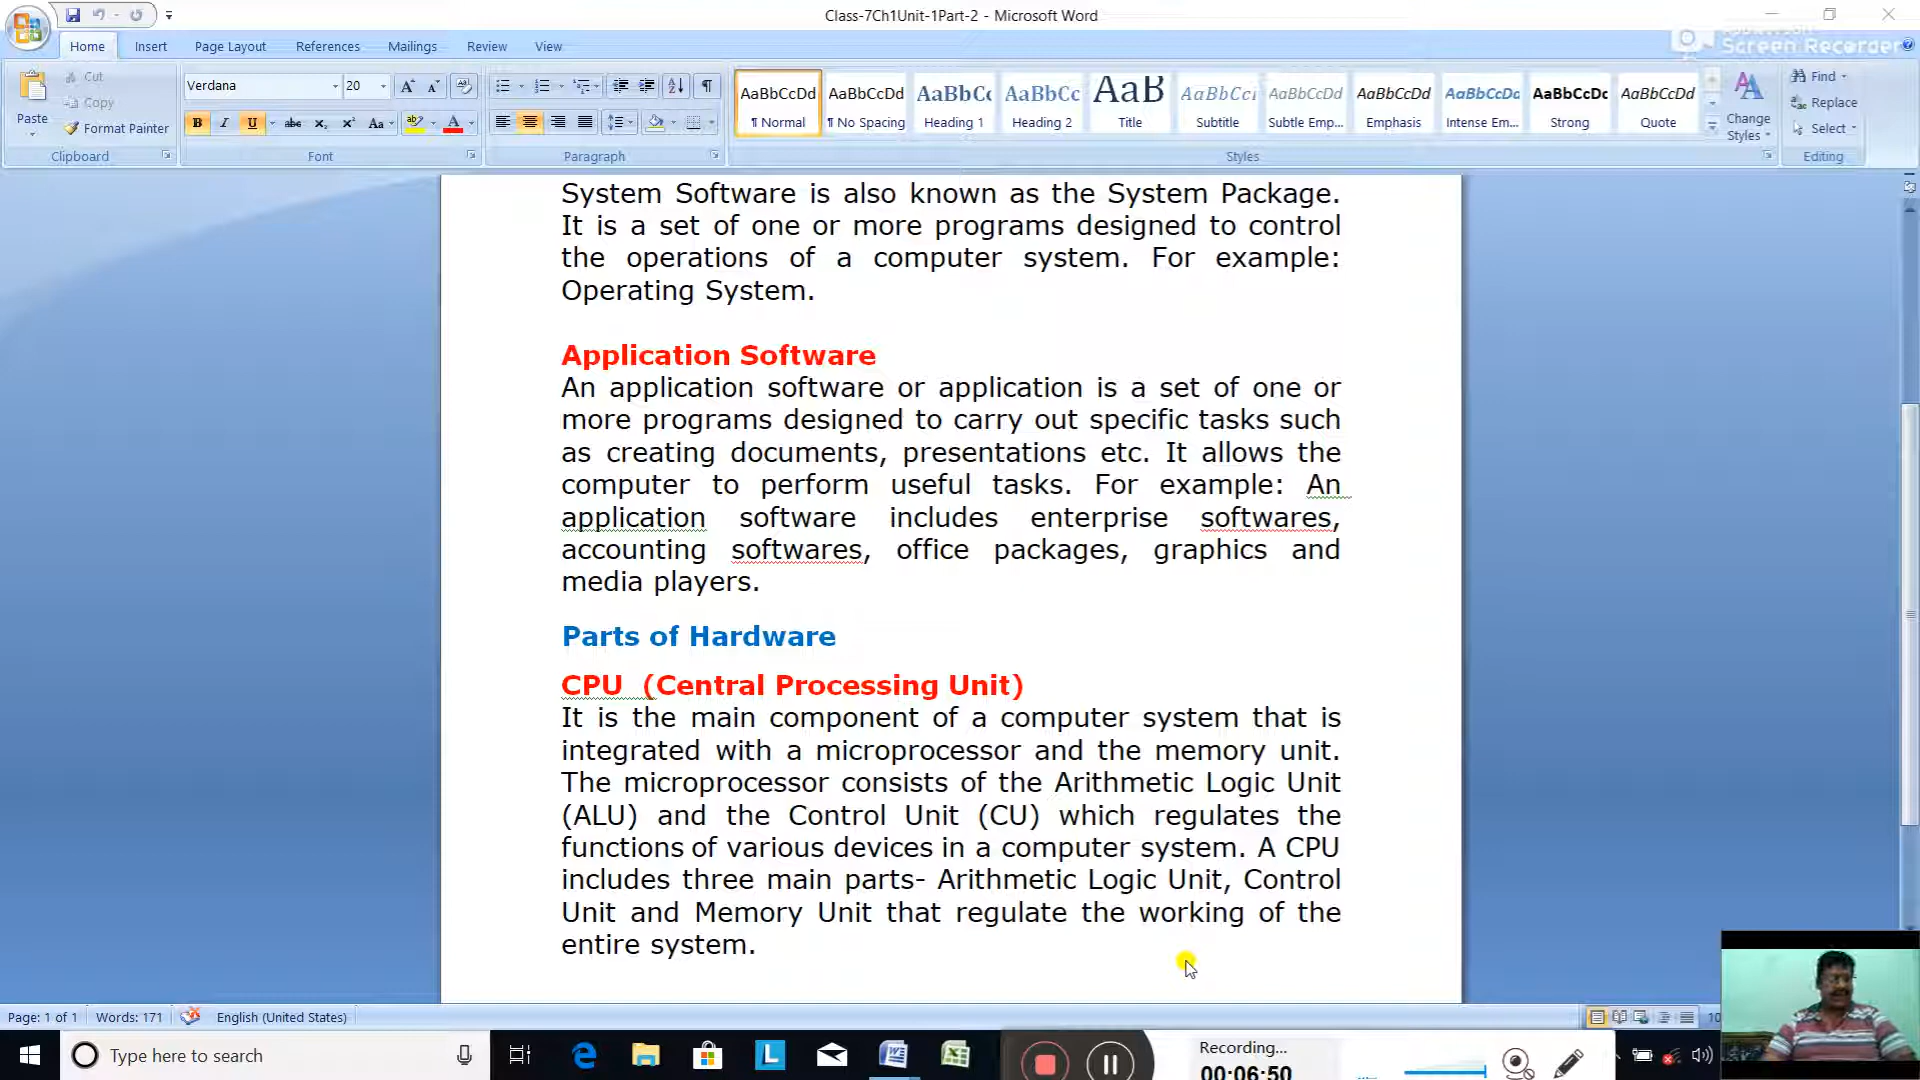 Class-7Ch1Unit-1Part-2 - Microsoft Word
Screen Recorder
Home Insert Page Layout References Mailings Review View
Paste
Cut
Copy
Format Painter
Clipboard
Verdana 20
Font
Paragraph
AaBbCcDd AaBbCcDd AaBbCc AaBbCc AaB AaBbCcI AaBbCcDd AaBbCcDd AaBbCcDd AaBbCcDc AaBbCcDd
¶ Normal ¶ No Spacing Heading 1 Heading 2 Title Subtitle Subtle Emp... Emphasis Intense Em... Strong Quote
Styles
Change
Styles
Find
Replace
Select
Editing
System Software is also known as the System Package.
It is a set of one or more programs designed to control
the operations of a computer system. For example:
Operating System.
Application Software
An application software or application is a set of one or
more programs designed to carry out specific tasks such
as creating documents, presentations etc. It allows the
computer to perform useful tasks. For example: An
application software includes enterprise softwares,
accounting softwares, office packages, graphics and
media players.
Parts of Hardware
CPU (Central Processing Unit)
It is the main component of a computer system that is
integrated with a microprocessor and the memory unit.
The microprocessor consists of the Arithmetic Logic Unit
(ALU) and the Control Unit (CU) which regulates the
functions of various devices in a computer system. A CPU
includes three main parts- Arithmetic Logic Unit, Control
Unit and Memory Unit that regulate the working of the
entire system.
Page: 1 of 1 Words: 171 English (United States)
Type here to search
Recording...
00:06:50